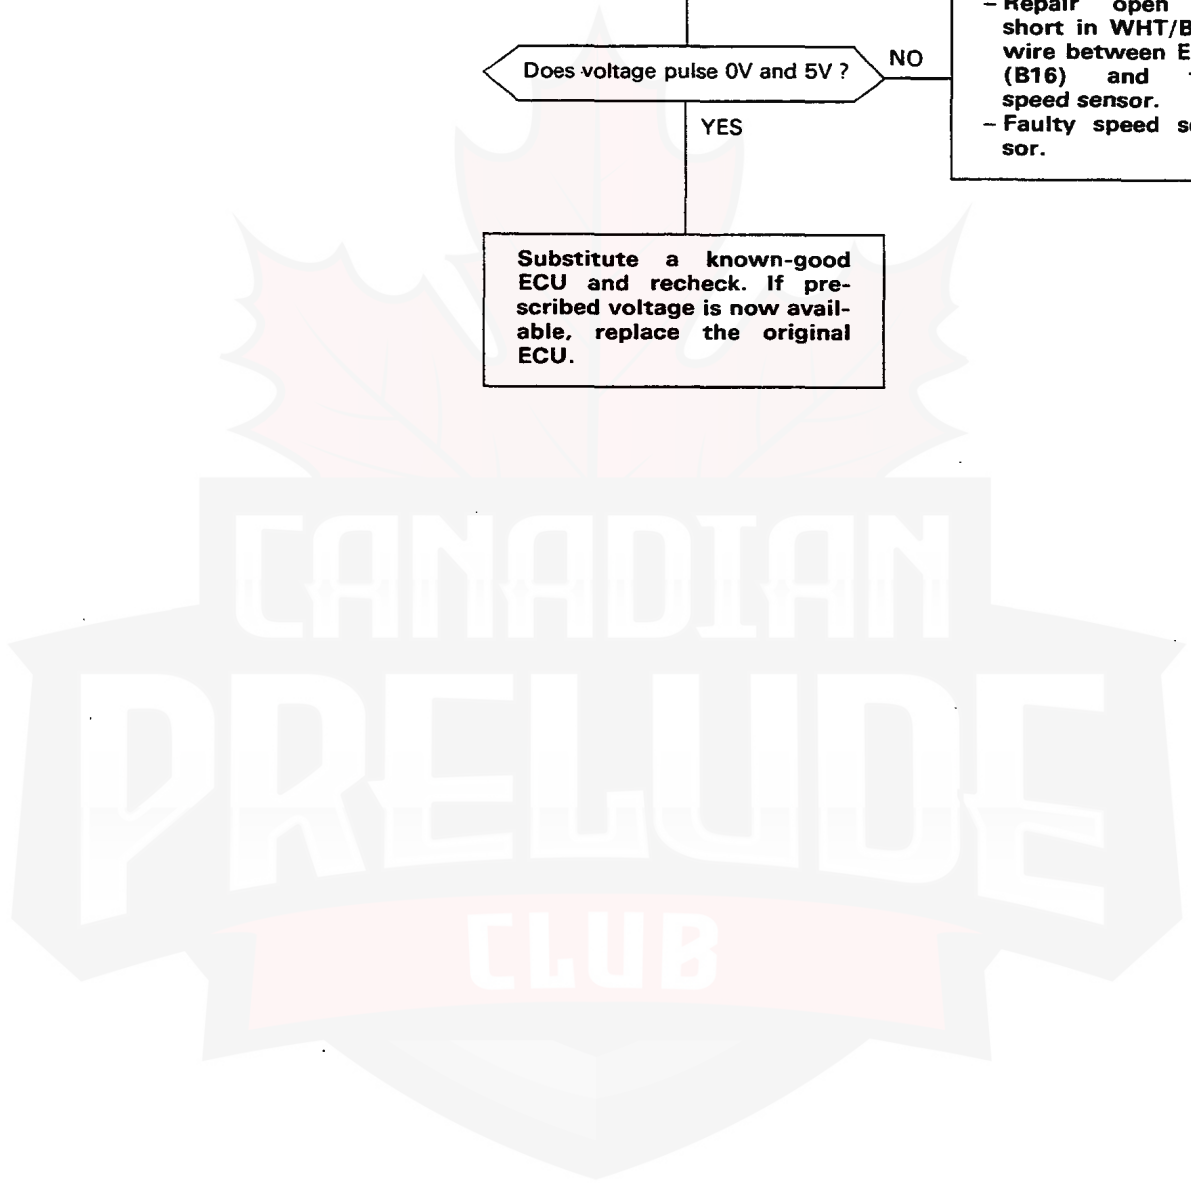 – Repair open
short in WHT/B
wire between E
(B16) and
speed sensor.
– Faulty speed se
sor.
Does voltage pulse 0V and 5V ?
NO
YES
Substitute a known-good
ECU and recheck. If pre-
scribed voltage is now avail-
able, replace the original
ECU.
CANADIAN
PRELUDE
CLUB